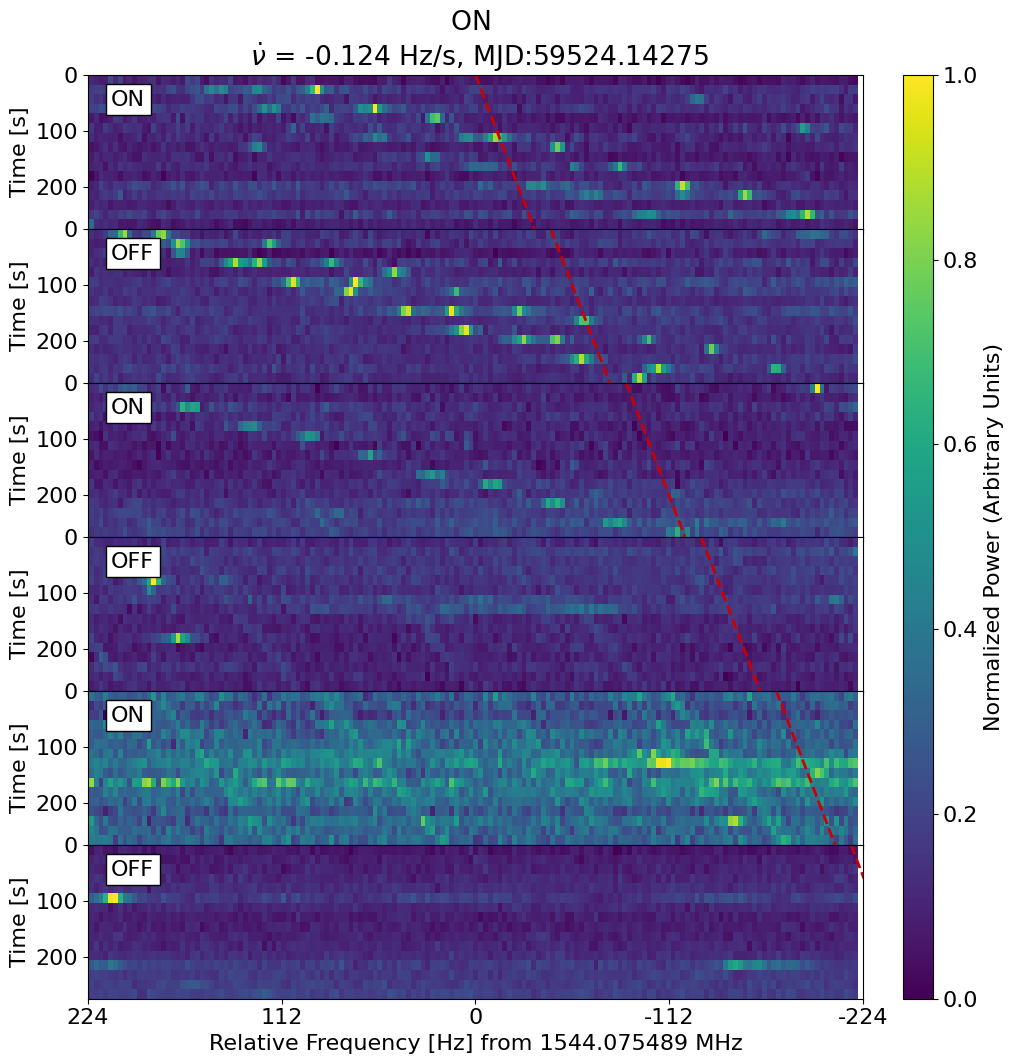 ON
ν̇ = -0.124 Hz/s, MJD:59524.14275
0
ON
100
Time [s]
200
0
OFF
100
Time [s]
200
0
ON
100
Time [s]
200
0
OFF
100
Time [s]
200
0
ON
100
Time [s]
200
0
OFF
100
Time [s]
200
224 112 0 -112 -224
Relative Frequency [Hz] from 1544.075489 MHz
1.0
0.8
0.6
0.4
0.2
0.0
Normalized Power (Arbitrary Units)